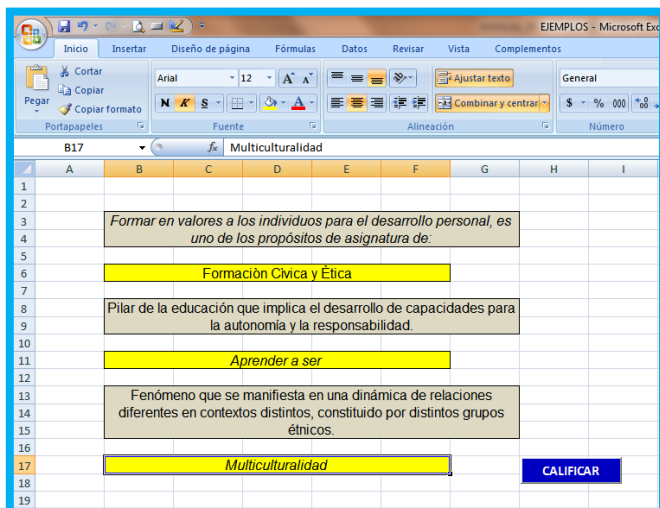 EJEMPLOS - Microsoft Exc
Inicio Insertar Diseño de página Fórmulas Datos Revisar Vista Complementos
Pegar
Cortar
Copiar
Copiar formato
Portapapeles
Arial 12 A A
N K S A
Fuente
Ajustar texto
Combinar y centrar
Alineación
General
$ % 000
Número
B17 fx Multiculturalidad
A B C D E F G H I
1
2
3 Formar en valores a los individuos para el desarrollo personal, es
4 uno de los propósitos de asignatura de:
5
6 Formaciòn Cìvica y Ètica
7
8 Pilar de la educación que implica el desarrollo de capacidades para
9 la autonomía y la responsabilidad.
10
11 Aprender a ser
12
13 Fenómeno que se manifiesta en una dinámica de relaciones
14 diferentes en contextos distintos, constituido por distintos grupos
15 étnicos.
16
17 Multiculturalidad CALIFICAR
18
19